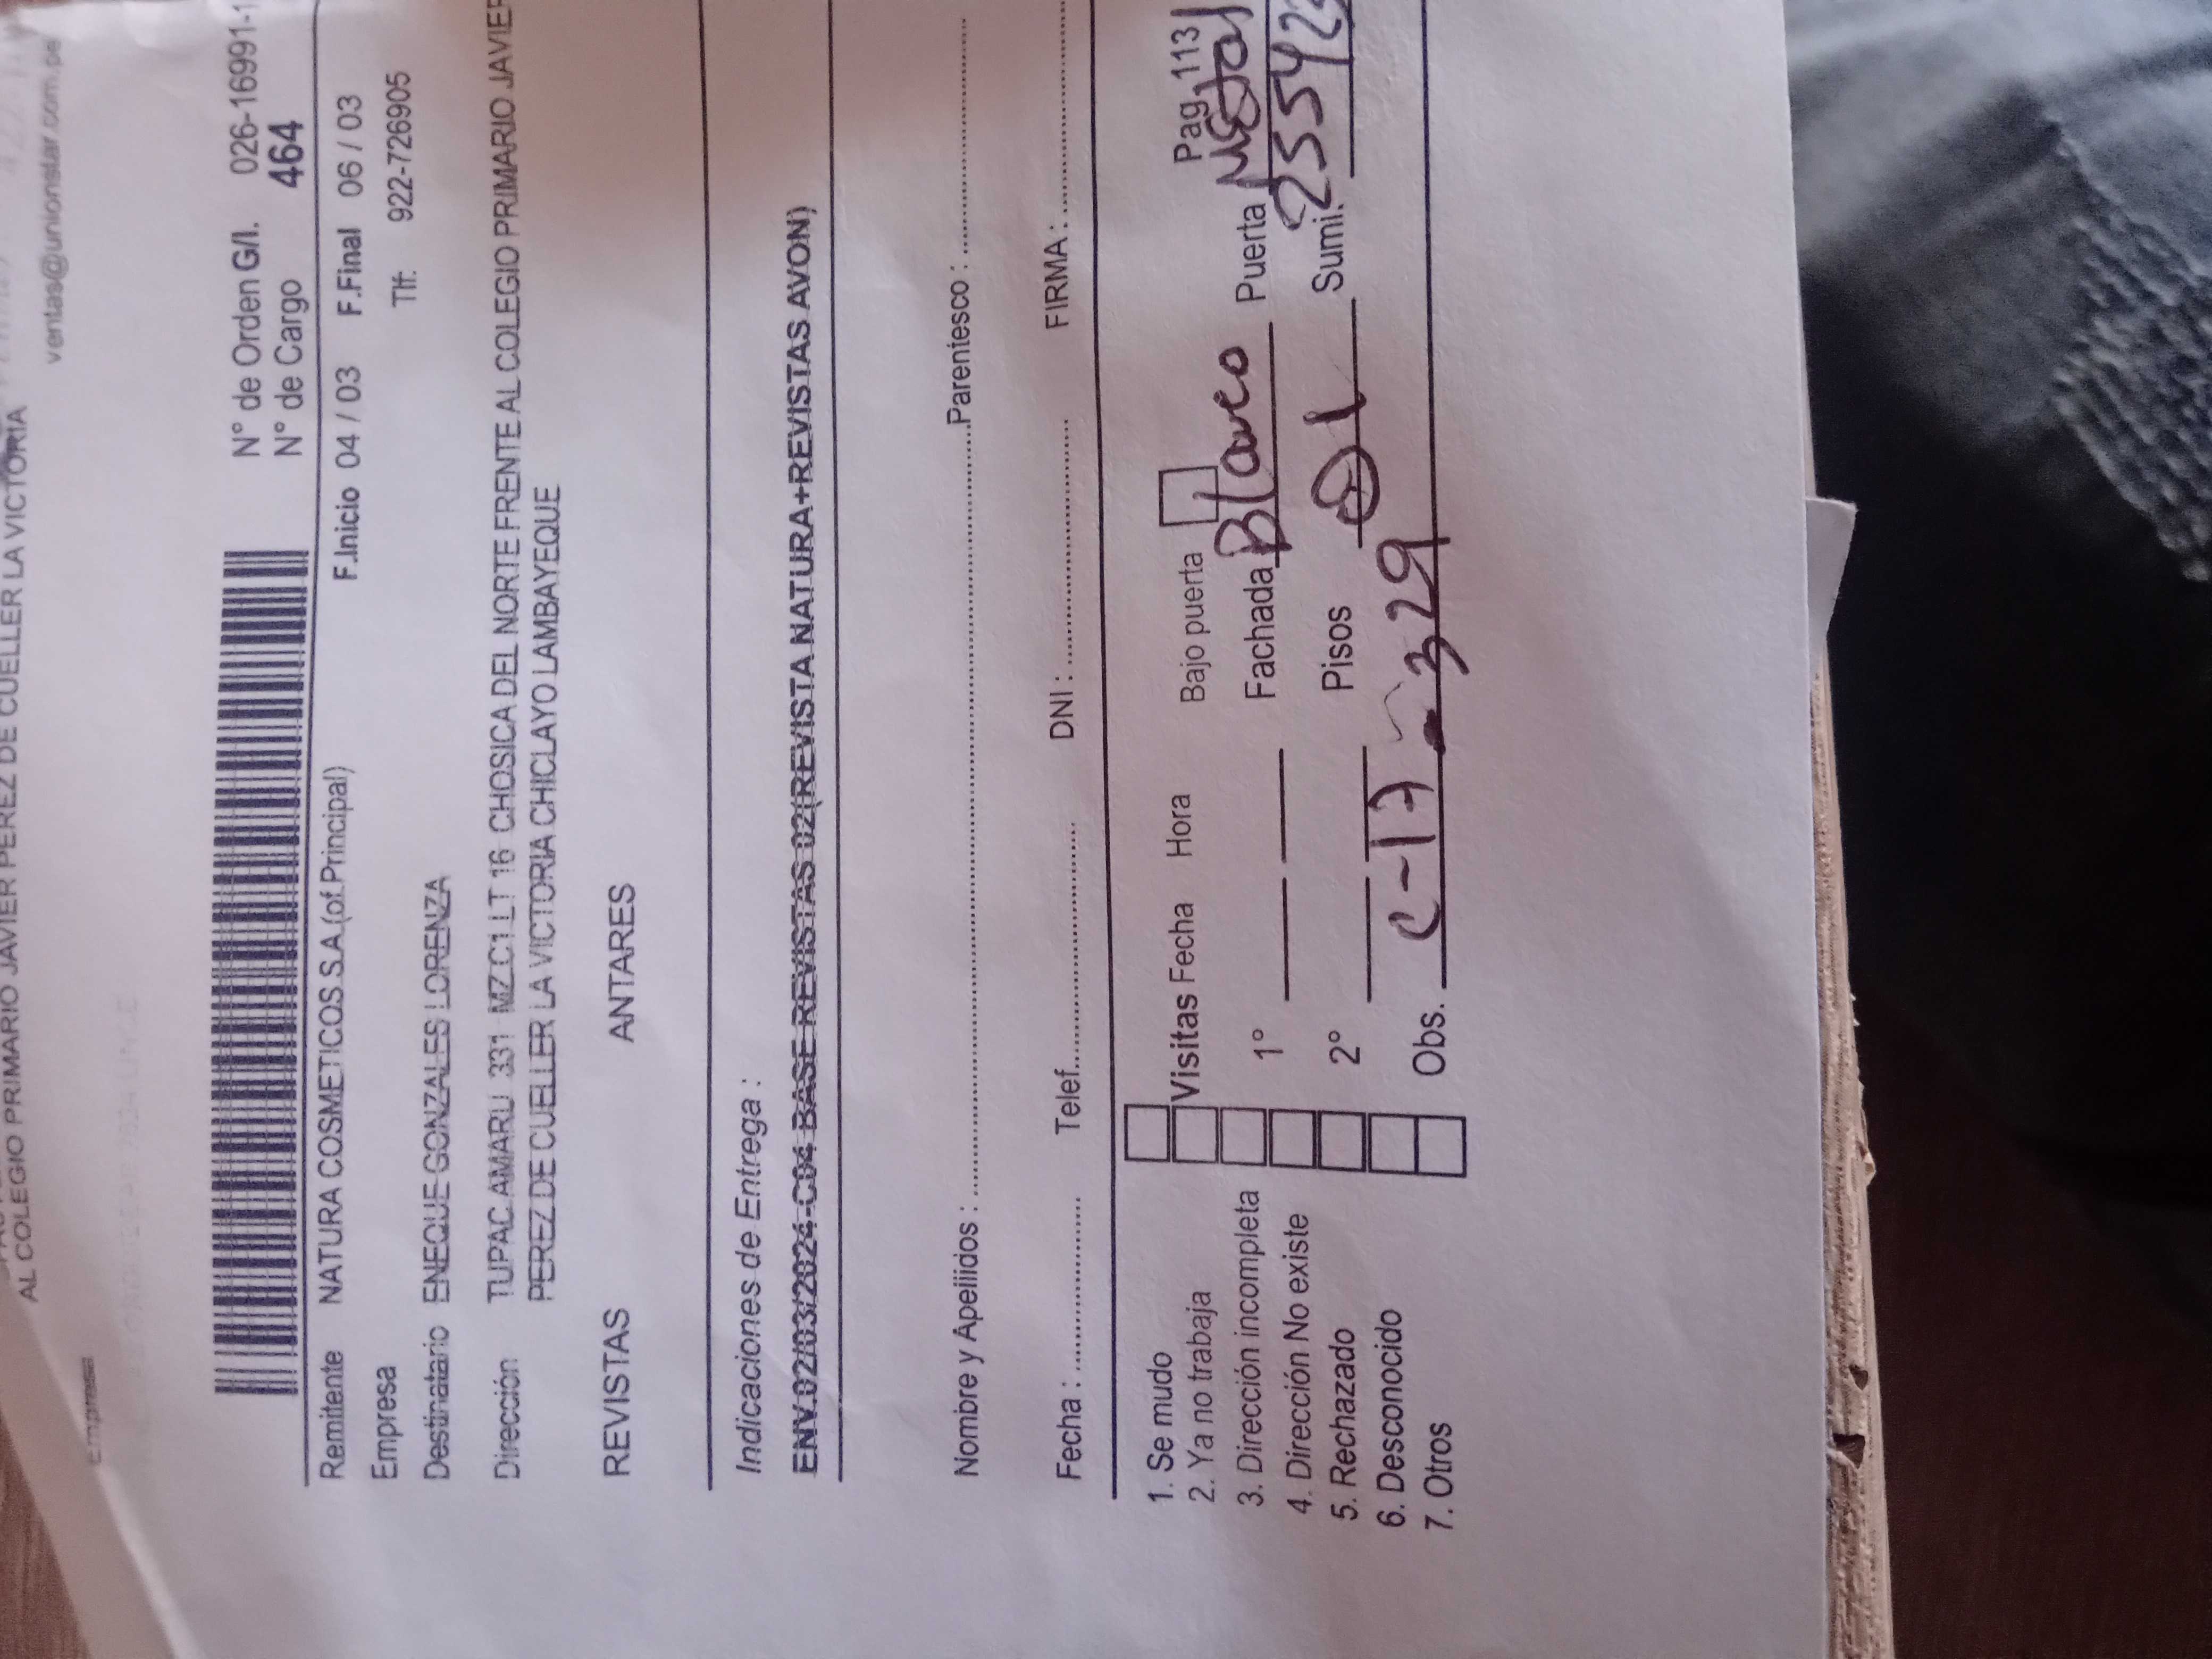 AL COLEGIO PRIMARIO JAVIER PEREZ DE CUELLER LA VICTORIA
Empresa
ventas@unionstar.com.pe
N° de Orden G/I. 026-16991-1
N° de Cargo 464
Remitente NATURA COSMETICOS S.A.(of.Principal) F.Inicio 04 / 03 F.Final 06 / 03
Empresa Tlf: 922-726905
Destinatario ENEQUE GONZALES LORENZA
Dirección TUPAC AMARU 331 MZ C1 LT 16 CHOSICA DEL NORTE FRENTE AL COLEGIO PRIMARIO JAVIER
PEREZ DE CUELLER LA VICTORIA CHICLAYO LAMBAYEQUE
REVISTAS ANTARES
Indicaciones de Entrega :
ENV.02/03/2024-C04 BASE REVISTAS 02(REVISTA NATURA+REVISTAS AVON)
Nombre y Apellidos : Parentesco :
Fecha : Telef. DNI : FIRMA :
Pag 113
1. Se mudo
2. Ya no trabaja Visitas Fecha Hora Bajo puerta
3. Dirección incompleta 1° Fachada Blanco Puerta Metal
4. Dirección No existe
5. Rechazado 2° Pisos 01 Sumi. 25542
6. Desconocido
7. Otros Obs. C-17 - 329